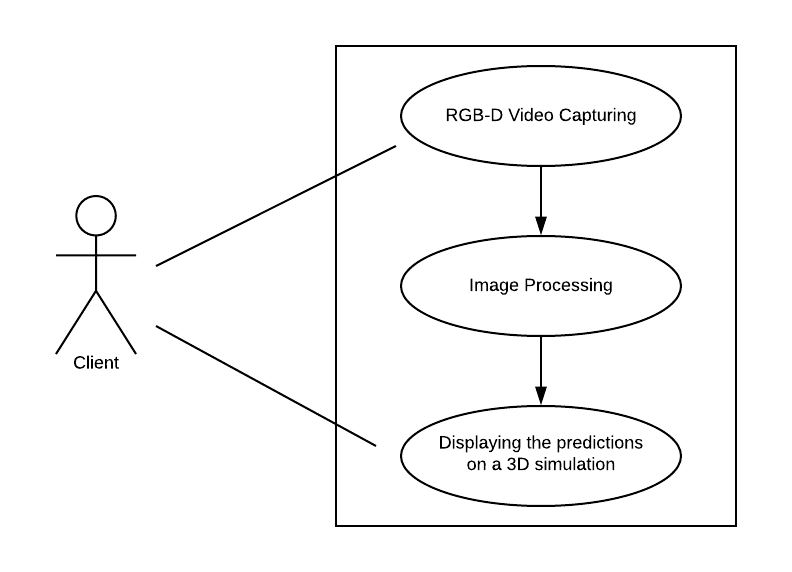 RGB-D Video Capturing
Image Processing
Client
Displaying the predictions
on a 3D simulation